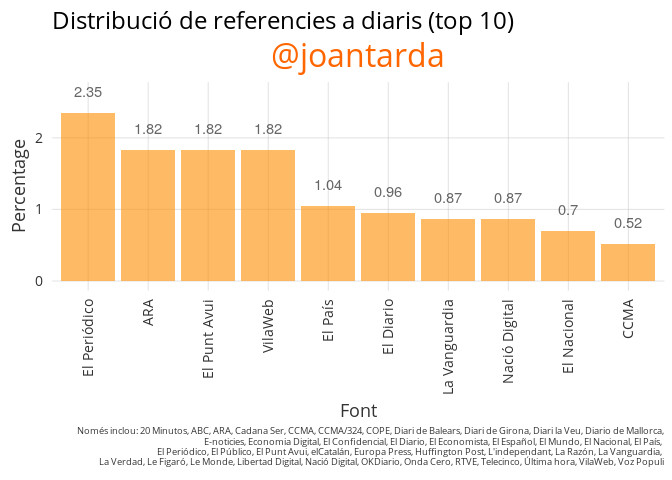 Distribució de referencies a diaris (top 10)
@joantarda
2.35
1.82
1.82
1.82
1.04
0.96
0.87
0.87
0.7
0.52
Percentage
2
1
0
El Periódico
ARA
El Punt Avui
VilaWeb
El País
El Diario
La Vanguardia
Nació Digital
El Nacional
CCMA
Font
Només inclou: 20 Minutos, ABC, ARA, Cadana Ser, CCMA, CCMA/324, COPE, Diari de Balears, Diari de Girona, Diari la Veu, Diario de Mallorca,
E-noticies, Economia Digital, El Confidencial, El Diario, El Economista, El Español, El Mundo, El Nacional, El País,
El Periódico, El Público, El Punt Avui, elCatalán, Europa Press, Huffington Post, L'independant, La Razón, La Vanguardia,
La Verdad, Le Figaró, Le Monde, Libertad Digital, Nació Digital, OKDiario, Onda Cero, RTVE, Telecinco, Última hora, VilaWeb, Voz Populi